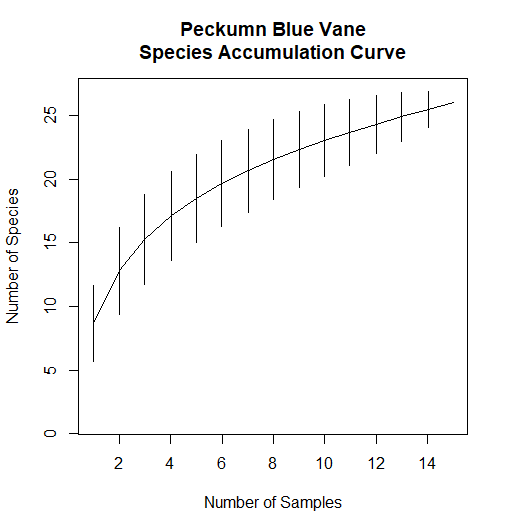 Peckumn Blue Vane
Species Accumulation Curve
Number of Species
25
20
15
10
5
0
2 4 6 8 10 12 14
Number of Samples